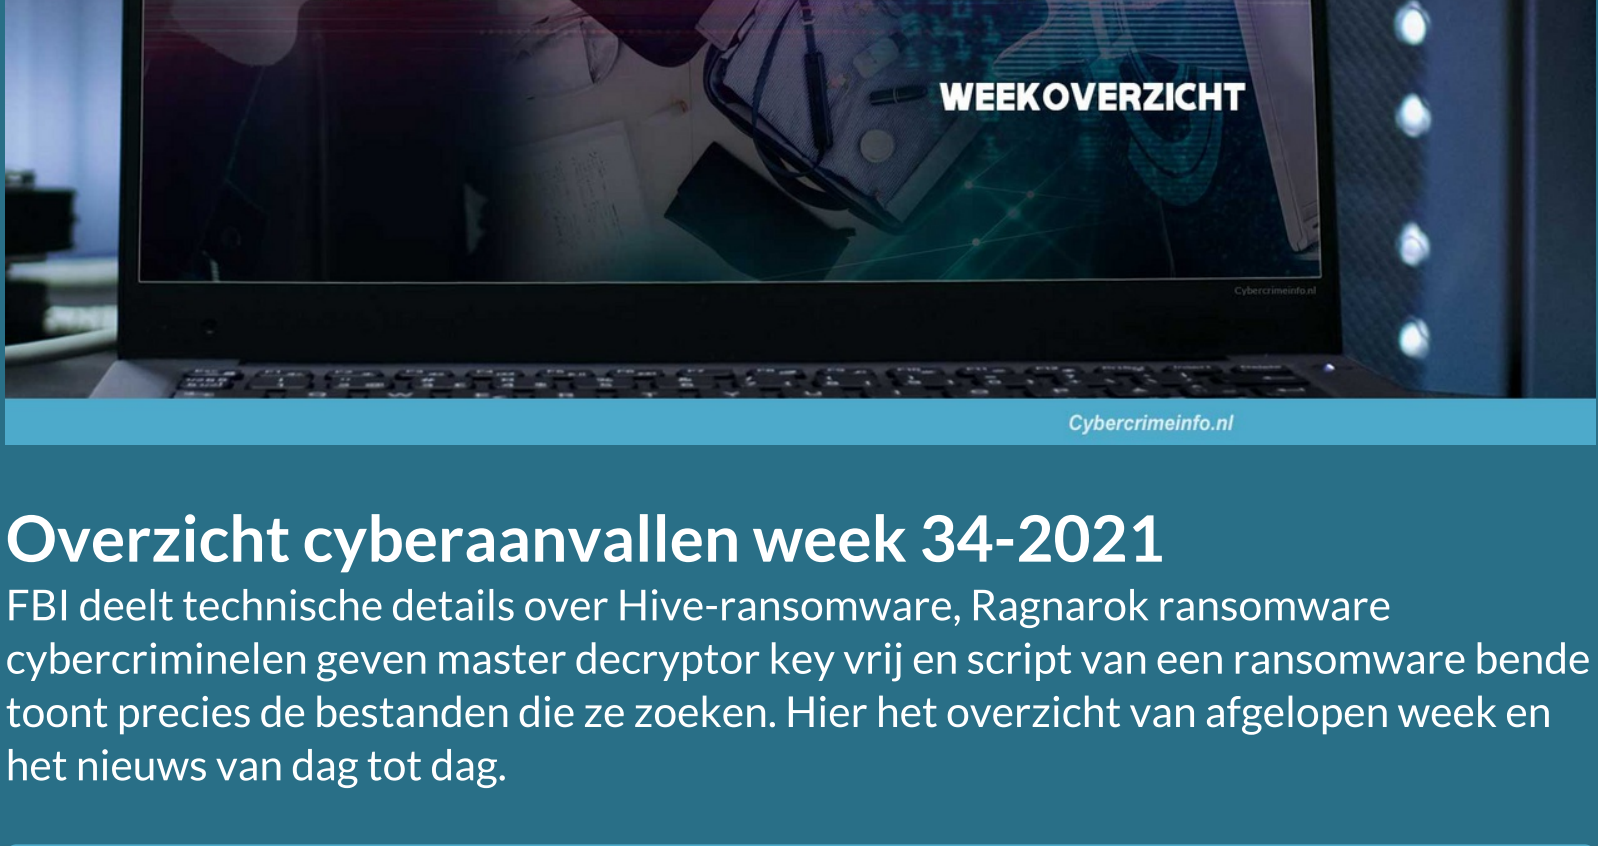 WEEKOVERZICHT
Cybercrimeinfo.nl
Cybercrimeinfo.nl
Overzicht cyberaanvallen week 34-2021
FBI deelt technische details over Hive-ransomware, Ragnarok ransomware
cybercriminelen geven master decryptor key vrij en script van een ransomware bende
toont precies de bestanden die ze zoeken. Hier het overzicht van afgelopen week en
het nieuws van dag tot dag.